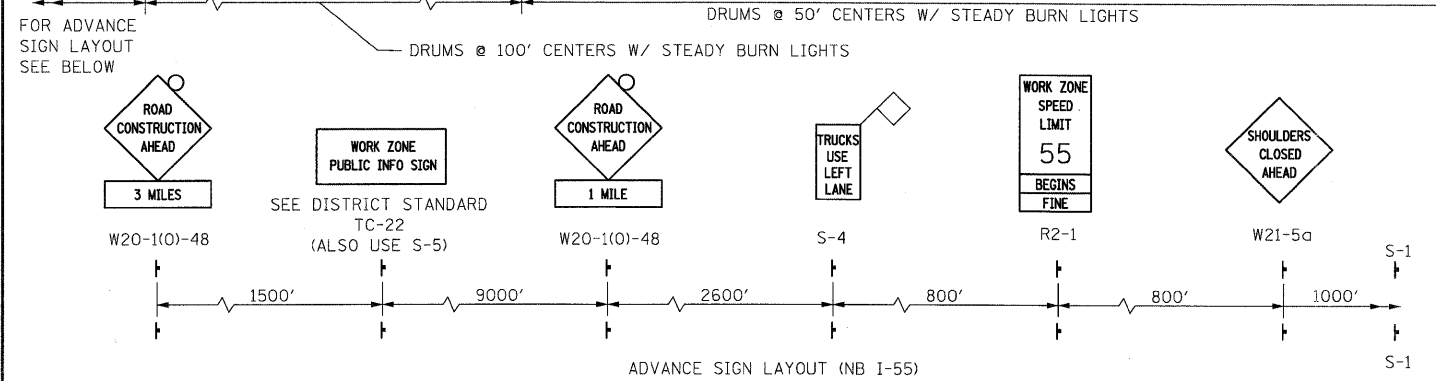 DRUMS @ 50' CENTERS W/ STEADY BURN LIGHTS
FOR ADVANCE
SIGN LAYOUT
SEE BELOW
DRUMS @ 100' CENTERS W/ STEADY BURN LIGHTS
ROAD
CONSTRUCTION
AHEAD
3 MILES
W20-1(O)-48
WORK ZONE
PUBLIC INFO SIGN
SEE DISTRICT STANDARD
TC-22
(ALSO USE S-5)
ROAD
CONSTRUCTION
AHEAD
1 MILE
W20-1(O)-48
TRUCKS
USE
LEFT
LANE
S-4
WORK ZONE
SPEED
LIMIT
55
BEGINS
FINE
R2-1
SHOULDERS
CLOSED
AHEAD
W21-5a
S-1
1500' 9000' 2600' 800' 800' 1000'
ADVANCE SIGN LAYOUT (NB I-55)
S-1